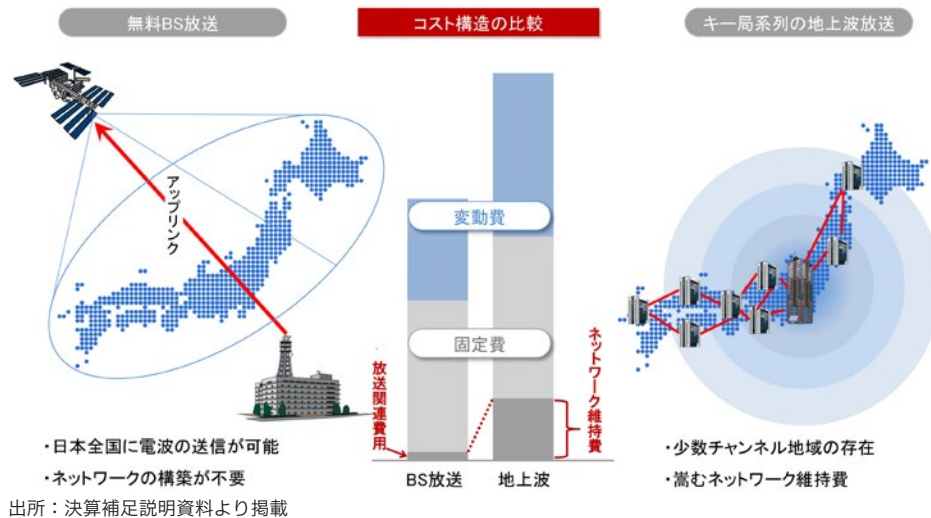 無料BS放送
コスト構造の比較
キー局系列の地上波放送
アップリンク
変動費
固定費
放送関連費用
ネットワーク維持費
BS放送
地上波
・日本全国に電波の送信が可能
・ネットワークの構築が不要
・少数チャンネル地域の存在
・嵩むネットワーク維持費
出所：決算補足説明資料より掲載